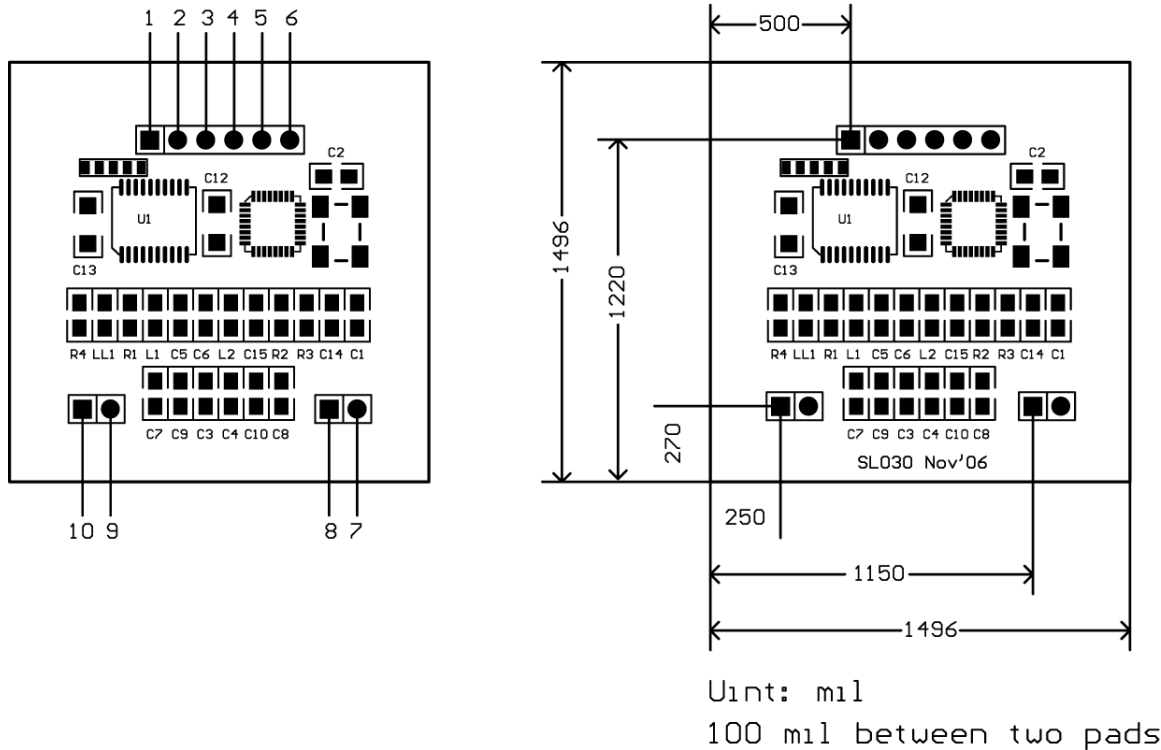 1 2 3 4 5 6
C2
C12
U1
C13
R4 LL1 R1 L1 C5 C6 L2 C15 R2 R3 C14 C1
C7 C9 C3 C4 C10 C8
10 9 8 7
500
C2
C12
U1
C13
1496
1220
R4 LL1 R1 L1 C5 C6 L2 C15 R2 R3 C14 C1
270
C7 C9 C3 C4 C10 C8
SL030 Nov'06
250
1150
1496
Uint: mil
100 mil between two pads